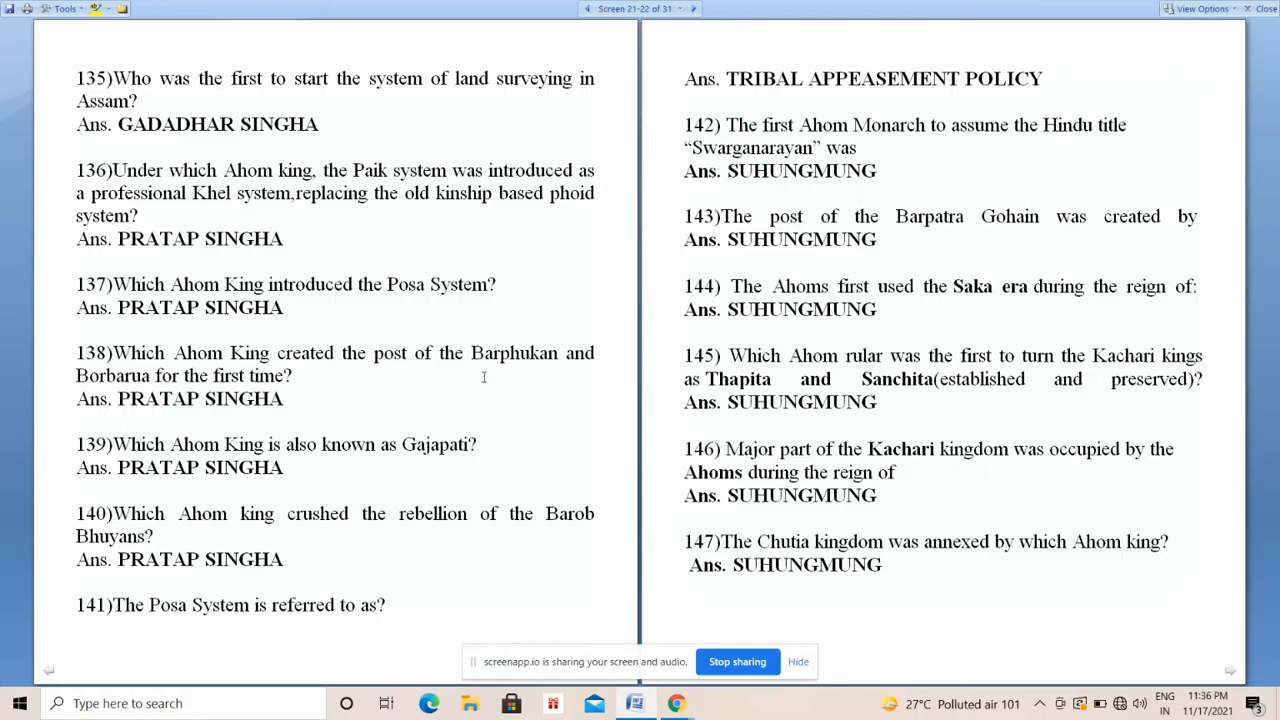 Tools
Screen 21-22 of 31
View Options
Close
135)Who was the first to start the system of land surveying in
Assam?
Ans. GADADHAR SINGHA
136)Under which Ahom king, the Paik system was introduced as
a professional Khel system,replacing the old kinship based phoid
system?
Ans. PRATAP SINGHA
137)Which Ahom King introduced the Posa System?
Ans. PRATAP SINGHA
138)Which Ahom King created the post of the Barphukan and
Borbarua for the first time?
Ans. PRATAP SINGHA
139)Which Ahom King is also known as Gajapati?
Ans. PRATAP SINGHA
140)Which Ahom king crushed the rebellion of the Barob
Bhuyans?
Ans. PRATAP SINGHA
141)The Posa System is referred to as?
Ans. TRIBAL APPEASEMENT POLICY
142) The first Ahom Monarch to assume the Hindu title
“Swarganarayan” was
Ans. SUHUNGMUNG
143)The post of the Barpatra Gohain was created by
Ans. SUHUNGMUNG
144) The Ahoms first used the Saka era during the reign of:
Ans. SUHUNGMUNG
145) Which Ahom rular was the first to turn the Kachari kings
as Thapita and Sanchita(established and preserved)?
Ans. SUHUNGMUNG
146) Major part of the Kachari kingdom was occupied by the
Ahoms during the reign of
Ans. SUHUNGMUNG
147)The Chutia kingdom was annexed by which Ahom king?
Ans. SUHUNGMUNG
screenapp.io is sharing your screen and audio.
Stop sharing
Hide
Type here to search
27°C Polluted air 101
ENG
IN
11:36 PM
11/17/2021
3